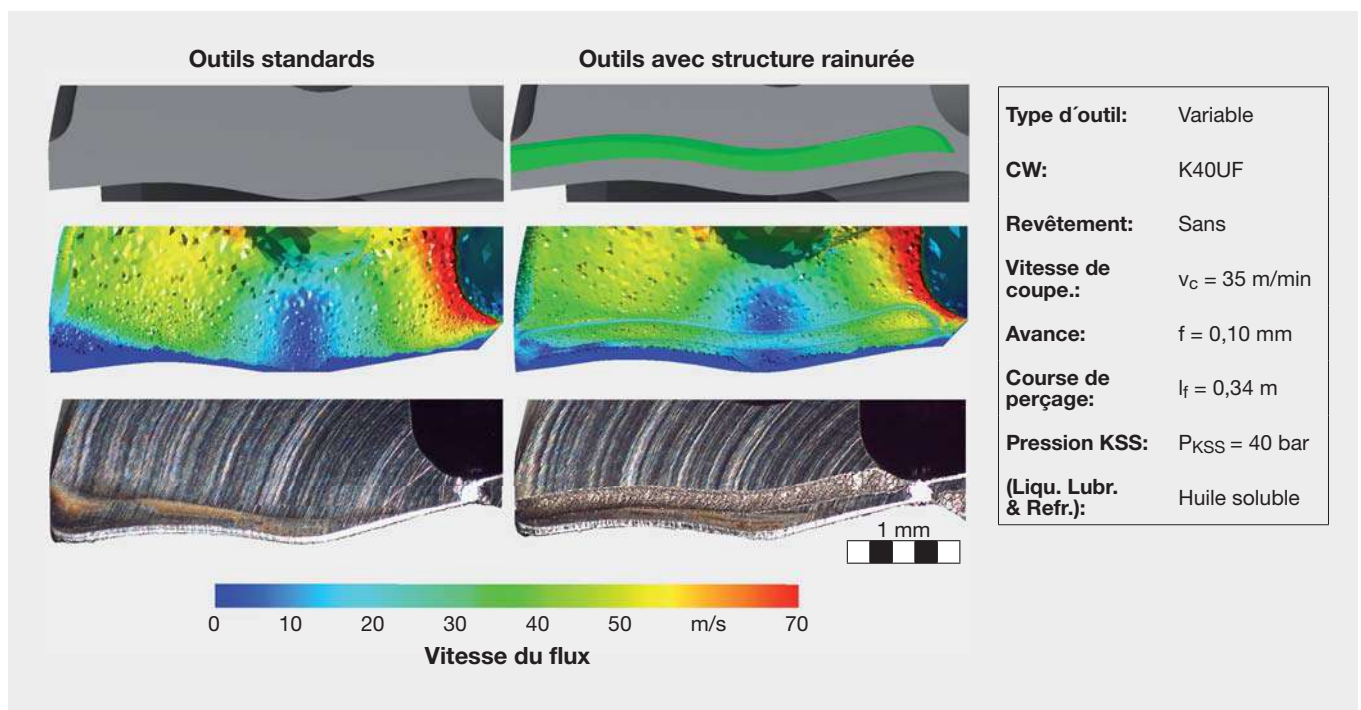 Outils standards
Outils avec structure rainurée
Type d´outil: Variable
CW: K40UF
Revêtement: Sans
Vitesse de
coupe.: vc = 35 m/min
Avance: f = 0,10 mm
Course de
perçage: lf = 0,34 m
Pression KSS: PKSS = 40 bar
(Liqu. Lubr.
& Refr.): Huile soluble
1 mm
0 10 20 30 40 50 m/s 70
Vitesse du flux